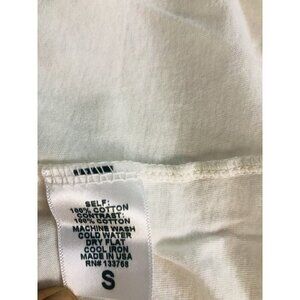 SELF:
100% COTTON
CONTRAST:
100% COTTON
MACHINE WASH
COLD WATER
DRY FLAT
COOL IRON
MADE IN USA
RN# 133768
S